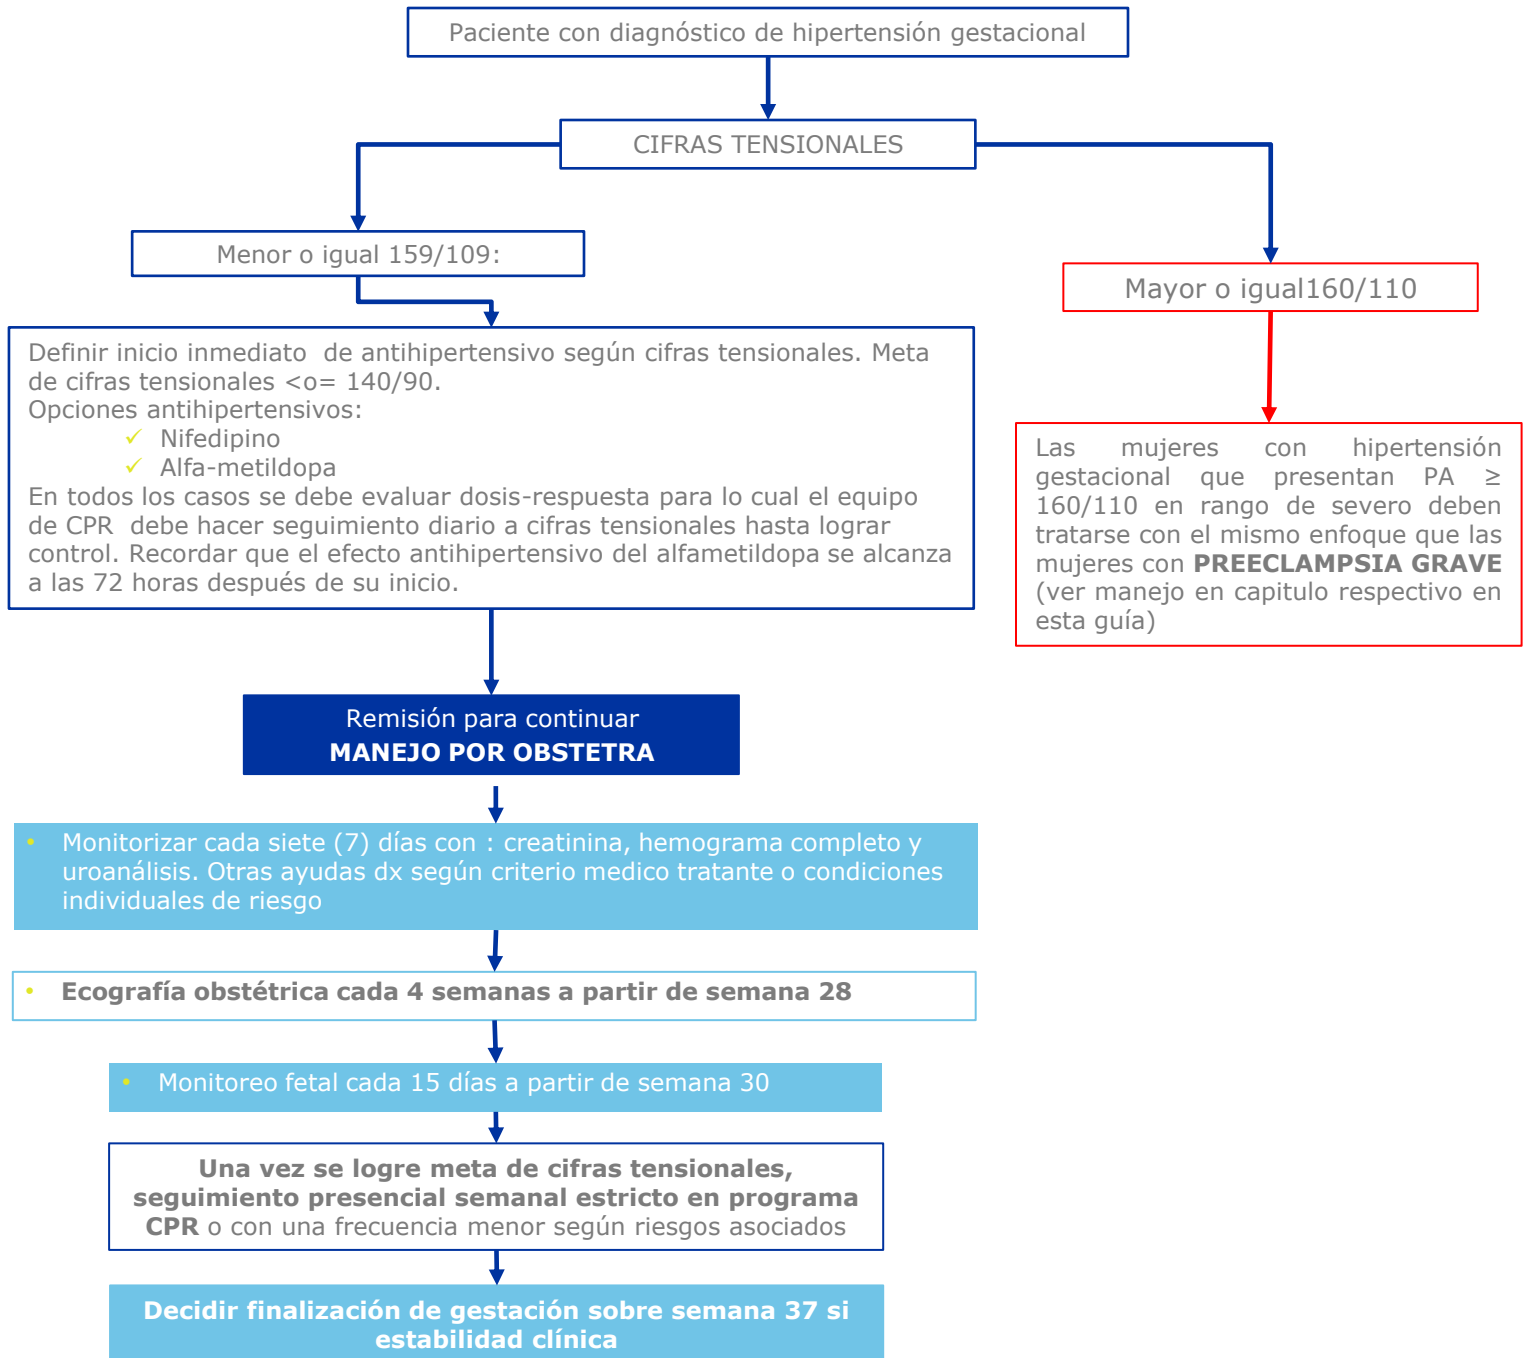 Paciente con diagnóstico de hipertensión gestacional
CIFRAS TENSIONALES
Menor o igual 159/109:
Mayor o igual160/110
Definir inicio inmediato  de antihipertensivo según cifras tensionales. Meta
de cifras tensionales <o= 140/90.
Opciones antihipertensivos:
✓ Nifedipino
✓ Alfa-metildopa
En todos los casos se debe evaluar dosis-respuesta para lo cual el equipo
de CPR  debe hacer seguimiento diario a cifras tensionales hasta lograr
control. Recordar que el efecto antihipertensivo del alfametildopa se alcanza
a las 72 horas después de su inicio.
Las mujeres con hipertensión
gestacional que presentan PA ≥
160/110 en rango de severo deben
tratarse con el mismo enfoque que las
mujeres con PREECLAMPSIA GRAVE
(ver manejo en capitulo respectivo en
esta guía)
Remisión para continuar
MANEJO POR OBSTETRA
• Monitorizar cada siete (7) días con : creatinina, hemograma completo y
uroanálisis. Otras ayudas dx según criterio medico tratante o condiciones
individuales de riesgo
• Ecografía obstétrica cada 4 semanas a partir de semana 28
• Monitoreo fetal cada 15 días a partir de semana 30
Una vez se logre meta de cifras tensionales,
seguimiento presencial semanal estricto en programa
CPR o con una frecuencia menor según riesgos asociados
Decidir finalización de gestación sobre semana 37 si
estabilidad clínica